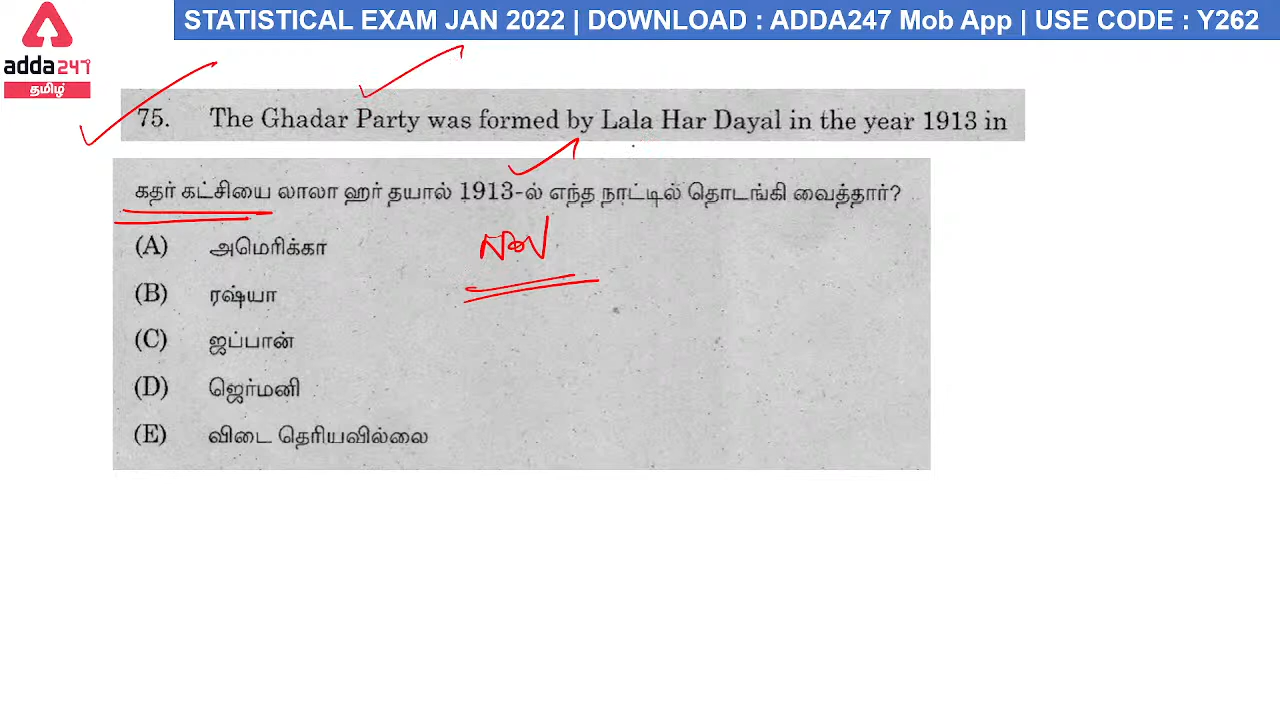 STATISTICAL EXAM JAN 2022 | DOWNLOAD : ADDA247 Mob App | USE CODE : Y262
adda247
தமிழ்
75. The Ghadar Party was formed by Lala Har Dayal in the year 1913 in
கதர் கட்சியை லாலா ஹர் தயால் 1913-ல் எந்த நாட்டில் தொடங்கி வைத்தார்?
(A) அமெரிக்கா
(B) ரஷ்யா
(C) ஜப்பான்
(D) ஜெர்மனி
(E) விடை தெரியவில்லை